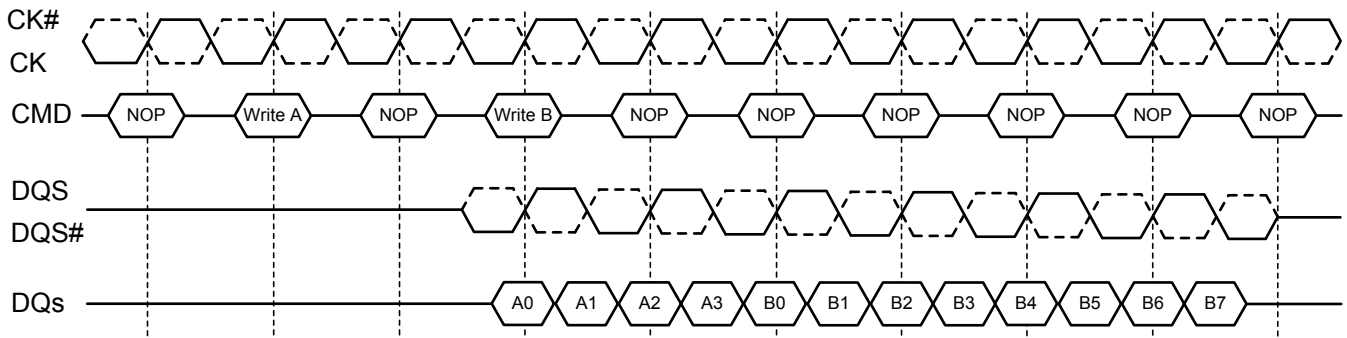 CK#
CK
CMD NOP Write A NOP Write B NOP NOP NOP NOP NOP NOP
DQS
DQS#
DQs A0 A1 A2 A3 B0 B1 B2 B3 B4 B5 B6 B7